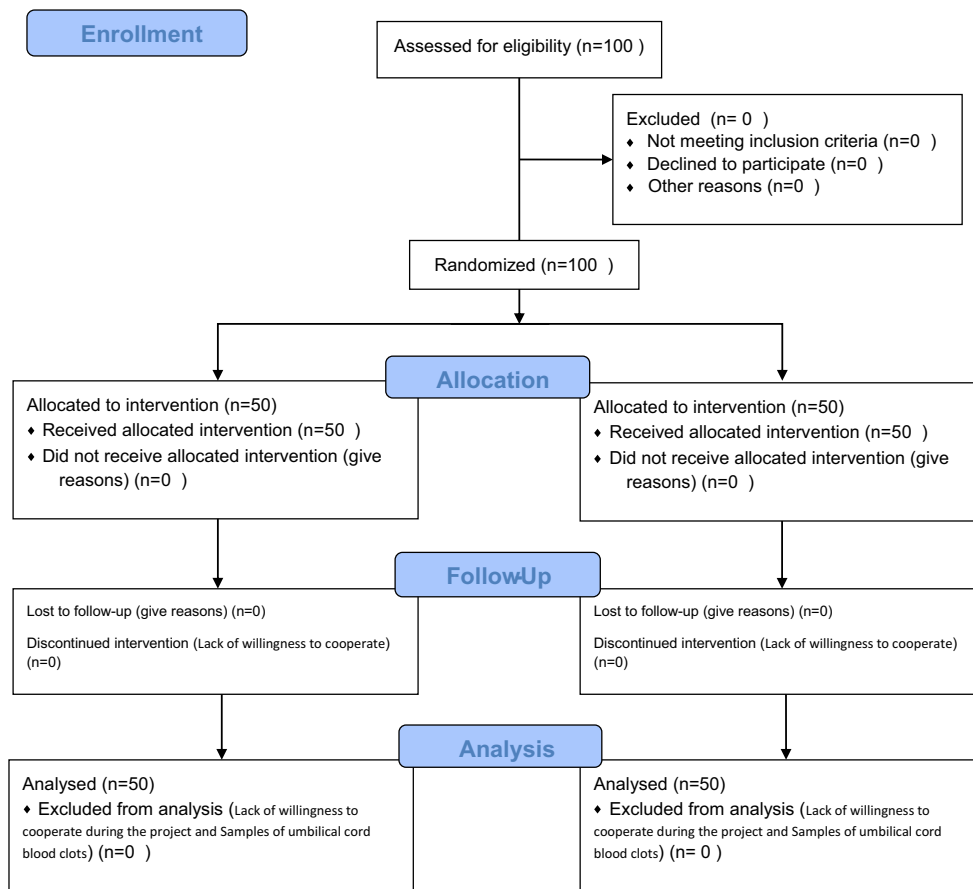 Enrollment
Assessed for eligibility (n=100 )
Excluded (n= 0 )
♦ Not meeting inclusion criteria (n=0 )
♦ Declined to participate (n=0 )
♦ Other reasons (n=0 )
Randomized (n=100 )
Allocation
Allocated to intervention (n=50)
♦ Received allocated intervention (n=50 )
♦ Did not receive allocated intervention (give
reasons) (n=0 )
Allocated to intervention (n=50)
♦ Received allocated intervention (n=50 )
♦ Did not receive allocated intervention (give
reasons) (n=0 )
Follow-Up
Lost to follow-up (give reasons) (n=0)
Discontinued intervention (Lack of willingness to cooperate)
(n=0)
Lost to follow-up (give reasons) (n=0)
Discontinued intervention (Lack of willingness to cooperate)
(n=0)
Analysis
Analysed (n=50)
♦ Excluded from analysis (Lack of willingness to
cooperate during the project and Samples of umbilical cord
blood clots) (n=0 )
Analysed (n=50)
♦ Excluded from analysis (Lack of willingness to
cooperate during the project and Samples of umbilical cord
blood clots) (n= 0 )